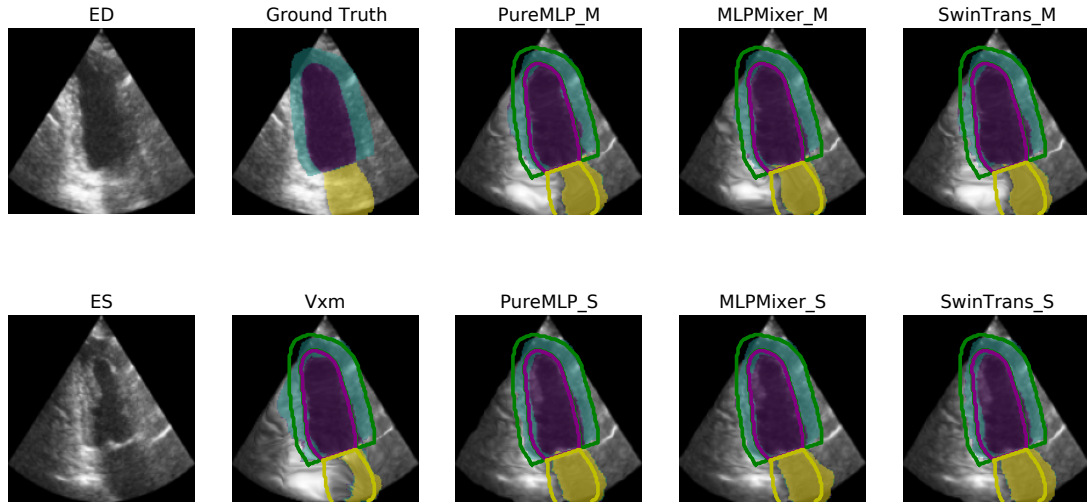 ED
Ground Truth
PureMLP_M
MLPMixer_M
SwinTrans_M
ES
Vxm
PureMLP_S
MLPMixer_S
SwinTrans_S